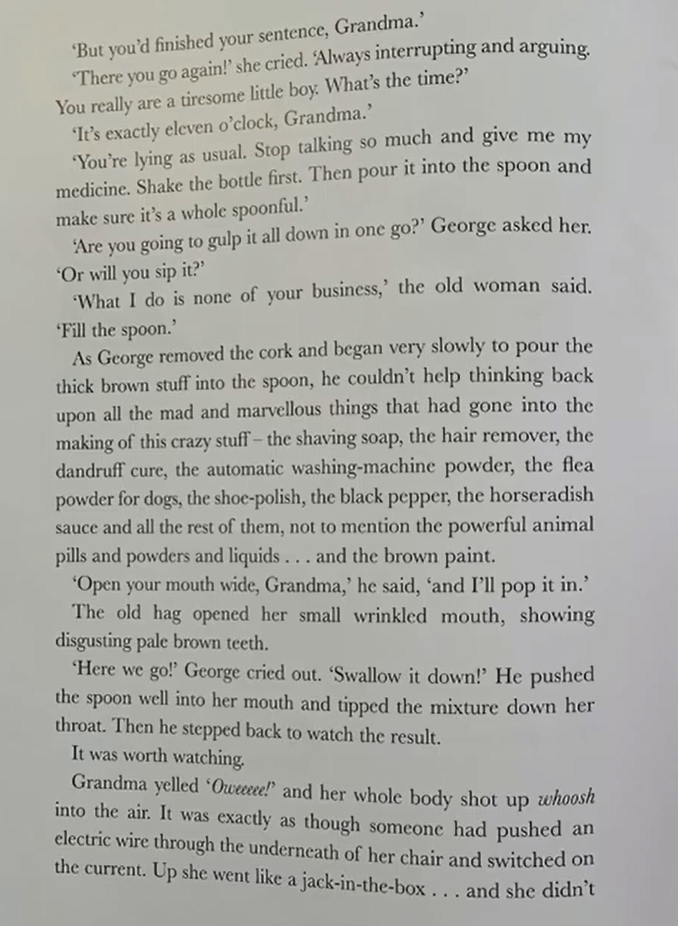 ‘But you’d finished your sentence, Grandma.’
‘There you go again!’ she cried. ‘Always interrupting and arguing.
You really are a tiresome little boy. What’s the time?’
‘It’s exactly eleven o’clock, Grandma.’
‘You’re lying as usual. Stop talking so much and give me my
medicine. Shake the bottle first. Then pour it into the spoon and
make sure it’s a whole spoonful.’
‘Are you going to gulp it all down in one go?’ George asked her.
‘Or will you sip it?’
‘What I do is none of your business,’ the old woman said.
‘Fill the spoon.’
As George removed the cork and began very slowly to pour the
thick brown stuff into the spoon, he couldn’t help thinking back
upon all the mad and marvellous things that had gone into the
making of this crazy stuff – the shaving soap, the hair remover, the
dandruff cure, the automatic washing-machine powder, the flea
powder for dogs, the shoe-polish, the black pepper, the horseradish
sauce and all the rest of them, not to mention the powerful animal
pills and powders and liquids . . . and the brown paint.
‘Open your mouth wide, Grandma,’ he said, ‘and I’ll pop it in.’
The old hag opened her small wrinkled mouth, showing
disgusting pale brown teeth.
‘Here we go!’ George cried out. ‘Swallow it down!’ He pushed
the spoon well into her mouth and tipped the mixture down her
throat. Then he stepped back to watch the result.
It was worth watching.
Grandma yelled ‘Oweeeee!’ and her whole body shot up whoosh
into the air. It was exactly as though someone had pushed an
electric wire through the underneath of her chair and switched on
the current. Up she went like a jack-in-the-box . . . and she didn’t